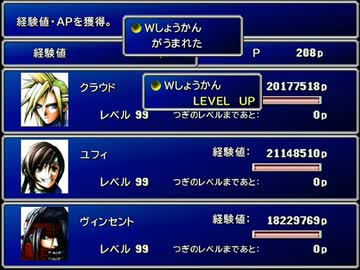 経験値・APを獲得。
Wしょうかん
がうまれた
経験値
P 208p
クラウド
Wしょうかん
LEVEL UP
20177518p
レベル 99
つぎのレベルまであと:
0p
ユフィ
経験値: 21148510p
レベル 99
つぎのレベルまであと:
0p
ヴィンセント
経験値: 18229769p
レベル 99
つぎのレベルまであと:
0p